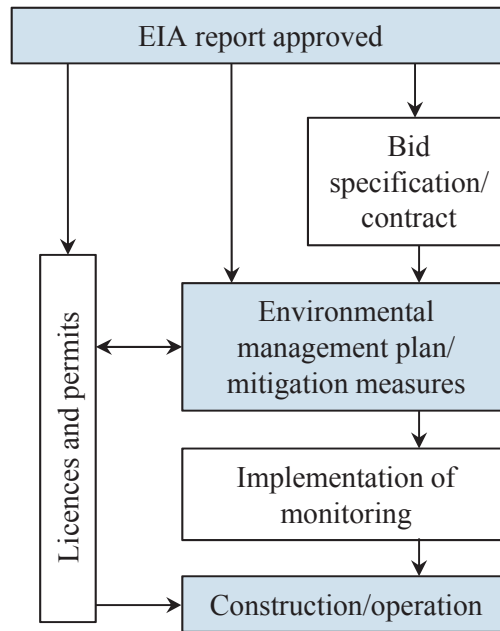 EIA report approved
Bid
specification/
contract
Licences and permits
Environmental
management plan/
mitigation measures
Implementation of
monitoring
Construction/operation